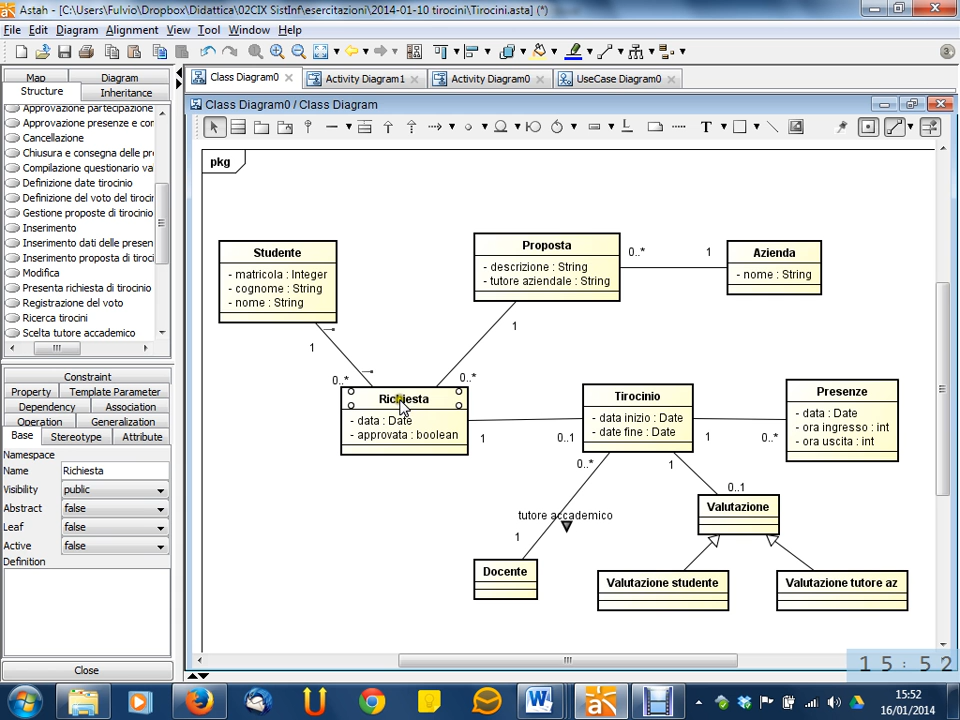 Astah - [C:\Users\Fulvio\Dropbox\Didattica\02CIX SistInf\esercitazioni\2014-01-10 tirocini\Tirocini.asta] (*)
File Edit Diagram Alignment View Tool Window Help
3
Map Diagram
Structure Inheritance
Approvazione partecipazione
Approvazione presenze e cor
Cancellazione
Chiusura e consegna delle pre
Compilazione questionario va
Definizione date tirocinio
Definizione del voto del tirocir
Gestione proposte di tirocinio
Inserimento
Inserimento dati delle presen
Inserimento proposta di tiroci
Modifica
Presenta richiesta di tirocinio
Registrazione del voto
Ricerca tirocini
Scelta tutore accademico
Constraint
Property Template Parameter
Dependency Association
Operation Generalization
Base Stereotype Attribute
Namespace
Name Richiesta
Visibility public
Abstract false
Leaf false
Active false
Definition
Close
Class Diagram0 Activity Diagram1 Activity Diagram0 UseCase Diagram0
Class Diagram0 / Class Diagram
T
pkg
Studente
- matricola : Integer
- cognome : String
- nome : String
Proposta
- descrizione : String
- tutore aziendale : String
0..* 1
Azienda
- nome : String
1
0..*
1
0..*
Richiesta
- data : Date
- approvata : boolean
1 0..1
Tirocinio
- data inizio : Date
- date fine : Date
1 0..*
Presenze
- data : Date
- ora ingresso : int
- ora uscita : int
0..*
tutore accademico
1
Docente
1
0..1
Valutazione
Valutazione studente
Valutazione tutore az
15:52
15:52
16/01/2014